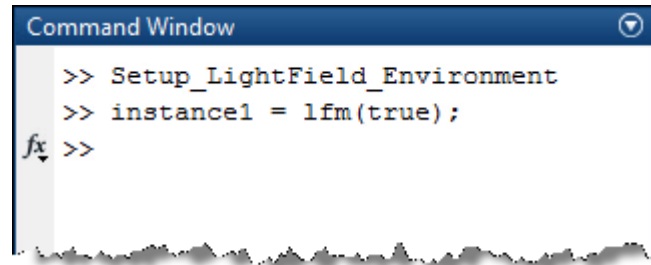 Command Window
>> Setup_LightField_Environment
>> instance1 = lfm(true);
fx >>